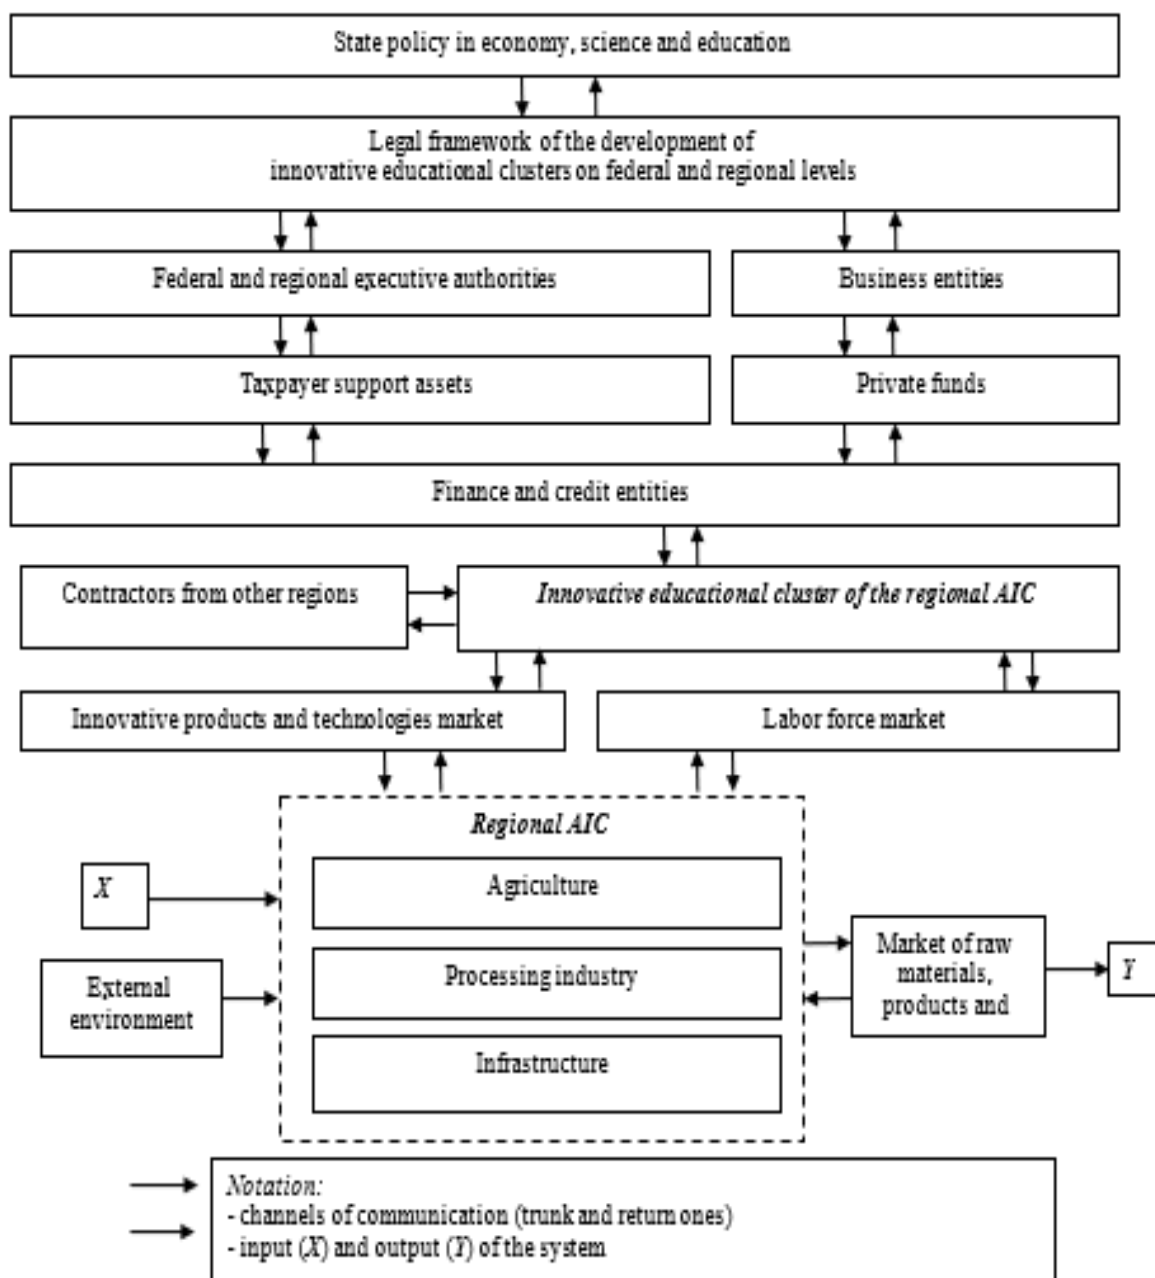 State policy in economy, science and education
Legal framework of the development of
innovative educational clusters on federal and regional levels
Federal and regional executive authorities
Business entities
Taxpayer support assets
Private funds
Finance and credit entities
Contractors from other regions
Innovative educational cluster of the regional AIC
Innovative products and technologies market
Labor force market
Regional AIC
X
Agriculture
Processing industry
External
environment
Infrastructure
Market of raw
materials,
products and
Y
Notation:
- channels of communication (trunk and return ones)
- input (X) and output (Y) of the system